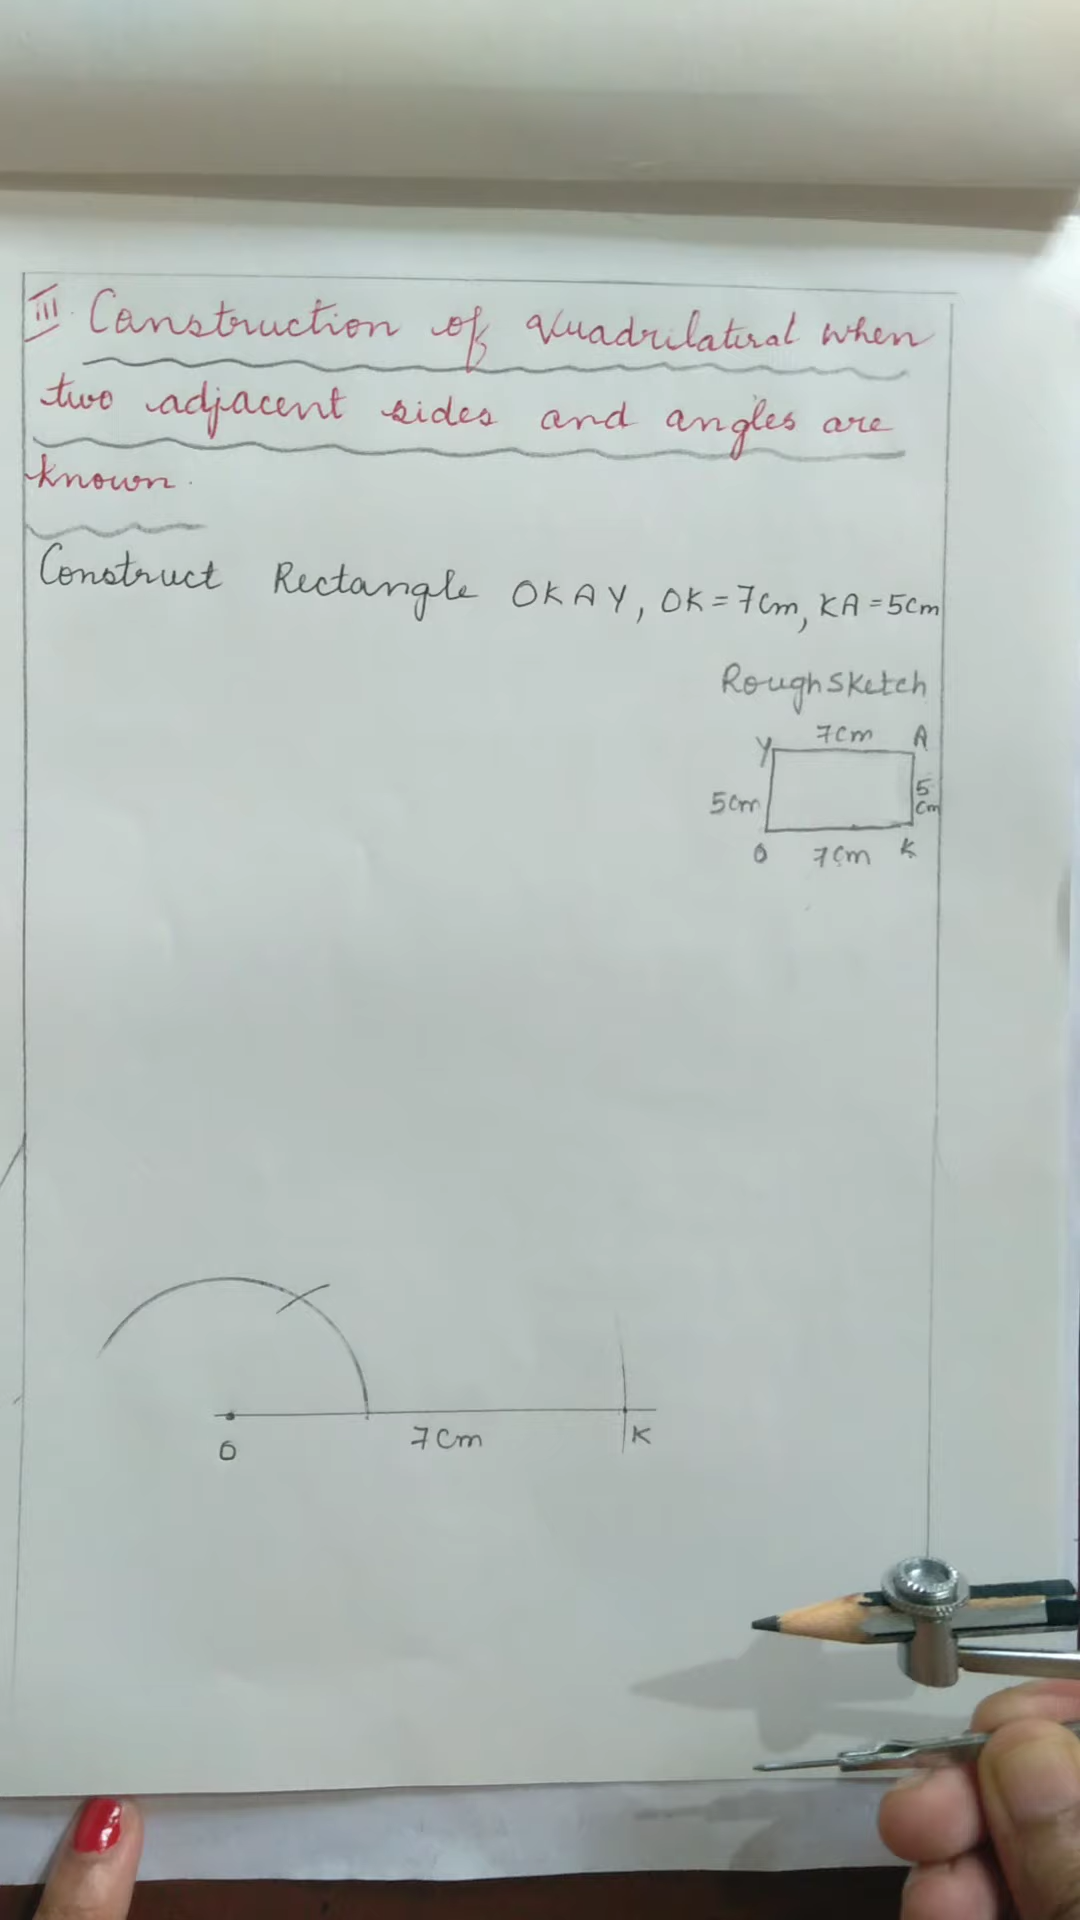 III. Construction of Quadrilateral when
two adjacent sides and angles are
known.
Construct Rectangle OKAY, OK = 7cm, KA = 5cm
Rough Sketch
Y 7cm A
5cm 5 cm
O 7cm K
O 7cm K